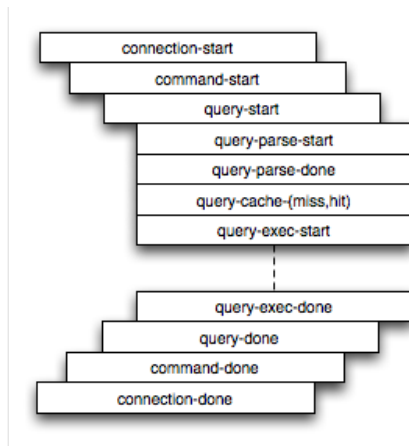 connection-start
command-start
query-start
query-parse-start
query-parse-done
query-cache-(miss,hit)
query-exec-start
query-exec-done
query-done
command-done
connection-done